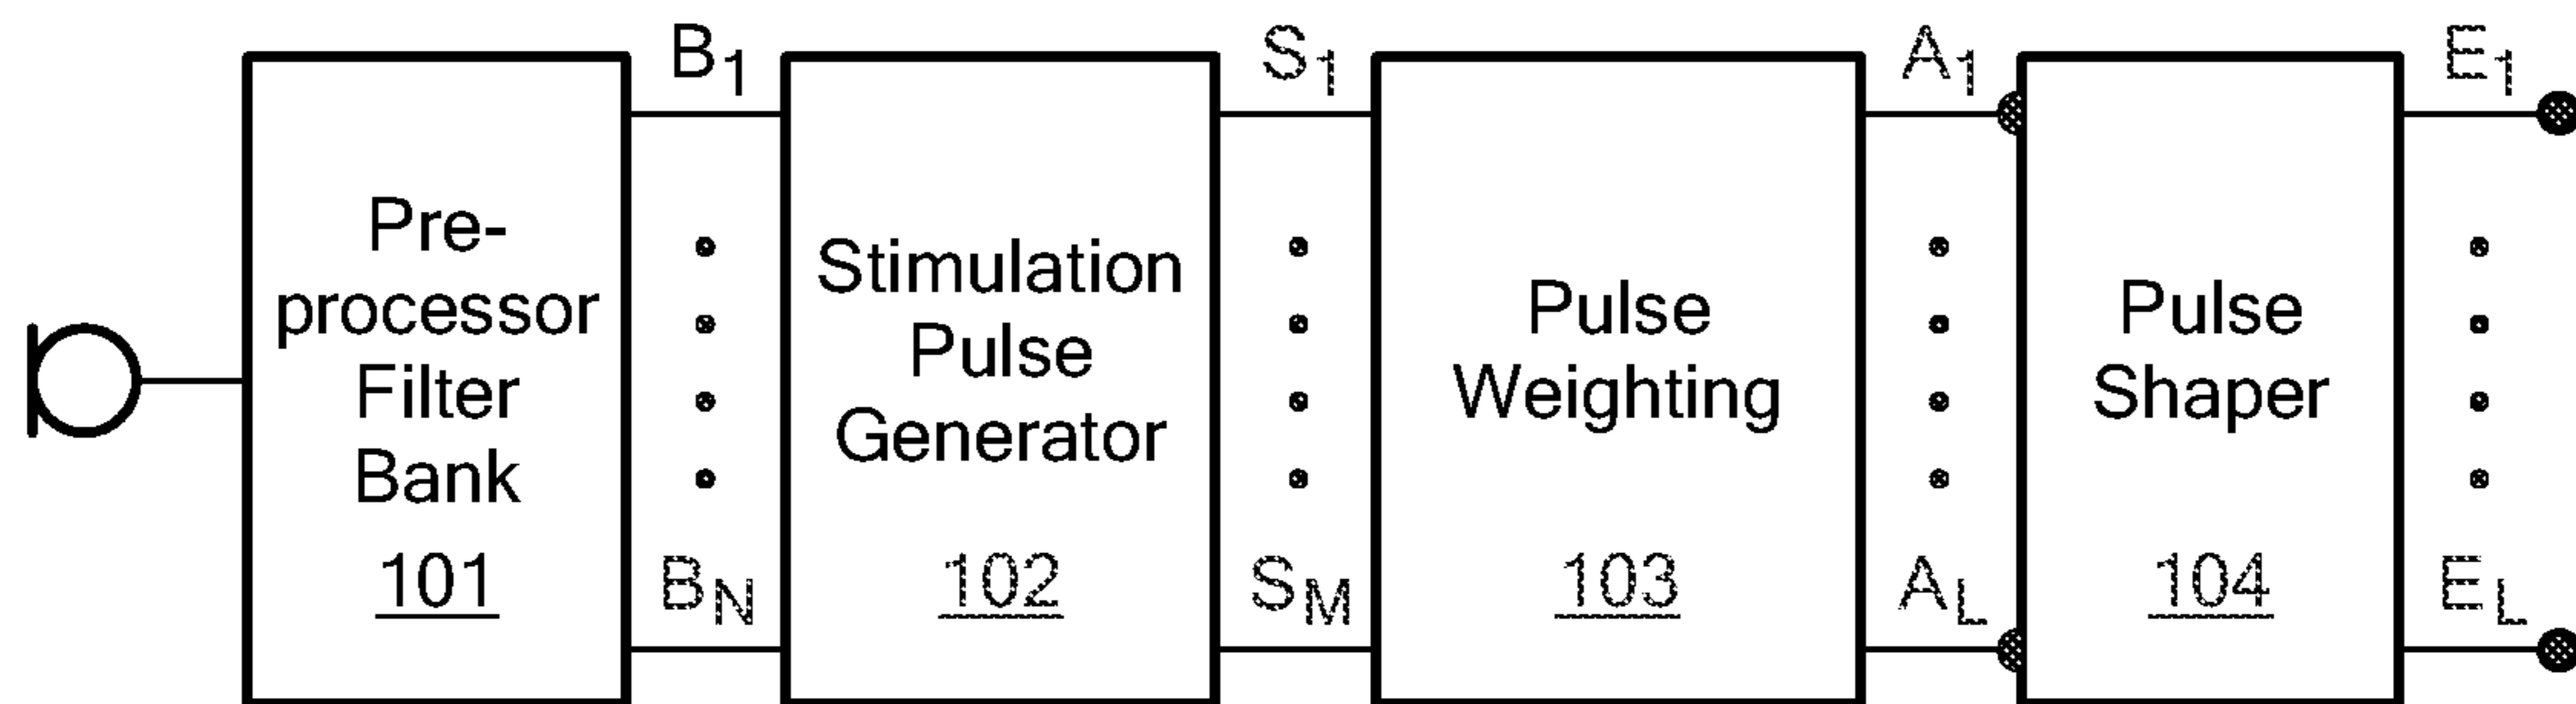 Pre-
processor
Filter
Bank
101
B1
BN
Stimulation
Pulse
Generator
102
S1
SM
Pulse
Weighting
103
A1
AL
Pulse
Shaper
104
E1
EL